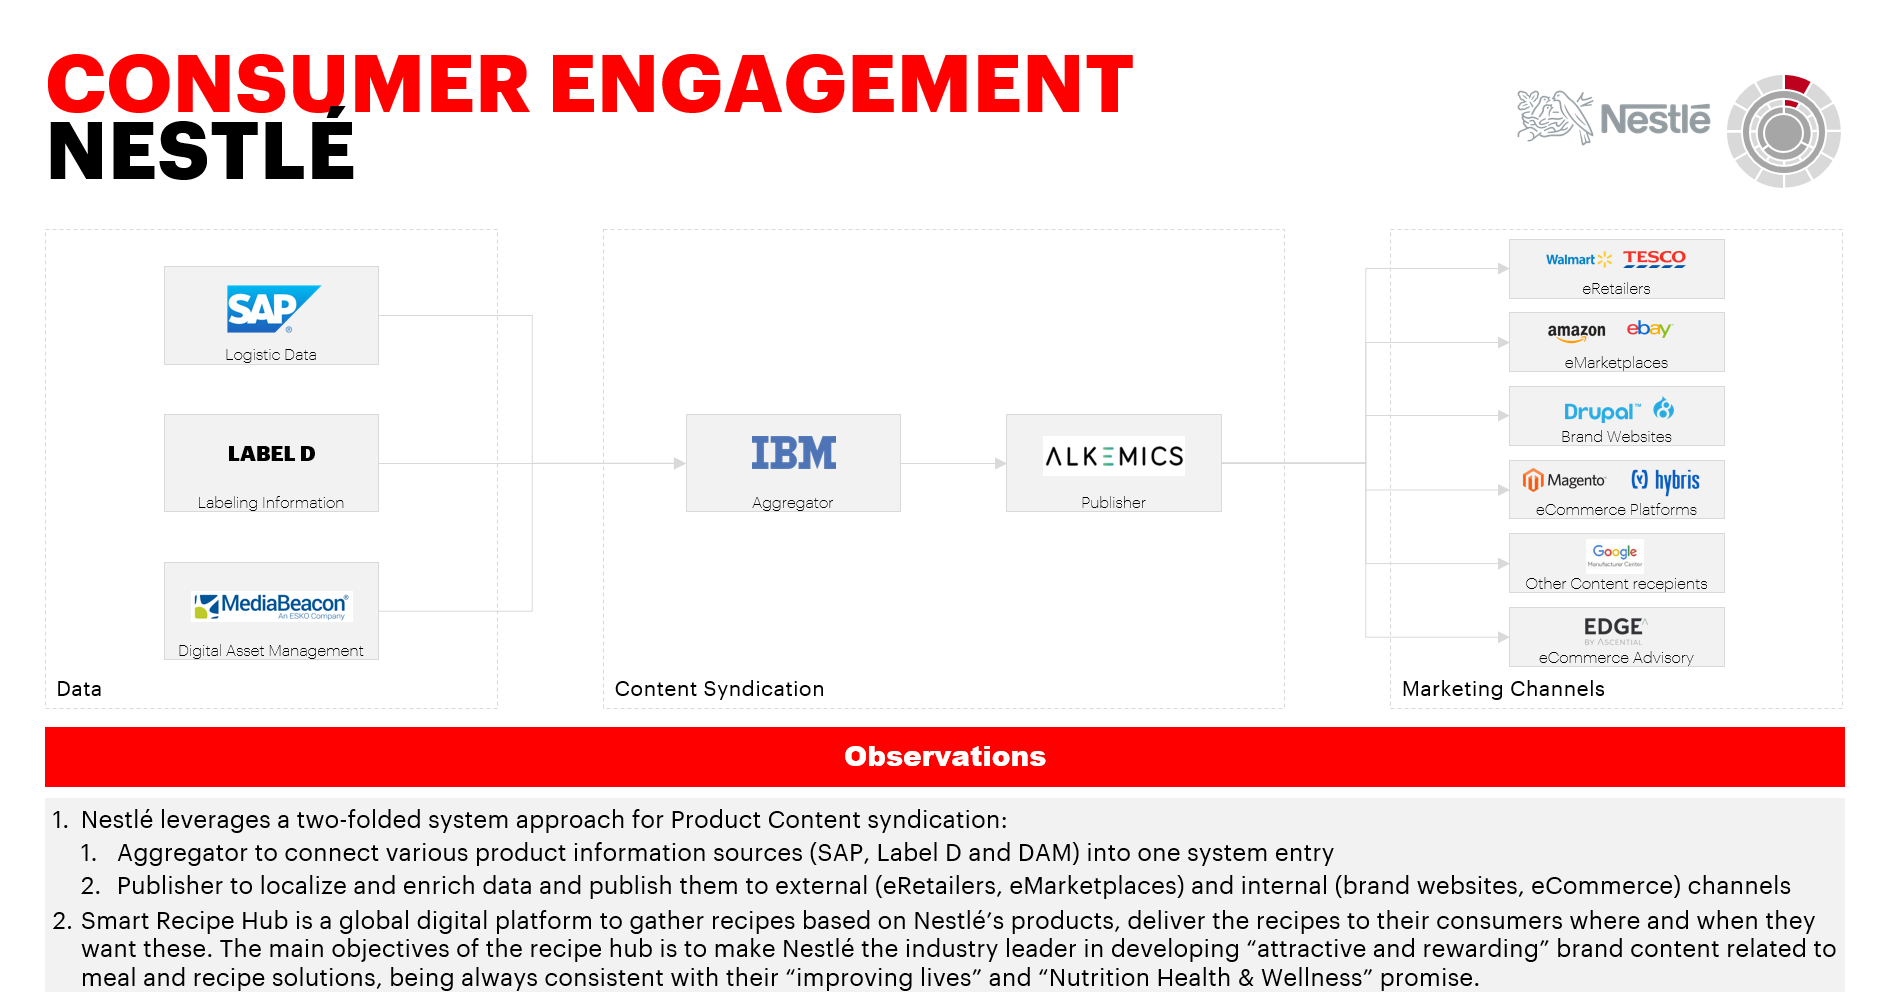 CONSUMER ENGAGEMENT
NESTLÉ
Nestlé
SAP
®
Logistic Data
LABEL D
Labeling Information
MediaBeacon®
An ESKO Company
Digital Asset Management
Data
IBM
Aggregator
ALKEMICS
Publisher
Content Syndication
Walmart TESCO
eRetailers
amazon ebay
eMarketplaces
Drupal™
Brand Websites
Magento hybris
eCommerce Platforms
Google
Manufacturer Center
Other Content recepients
EDGE
BY ASCENTIAL
eCommerce Advisory
Marketing Channels
Observations
1. Nestlé leverages a two-folded system approach for Product Content syndication:
1. Aggregator to connect various product information sources (SAP, Label D and DAM) into one system entry
2. Publisher to localize and enrich data and publish them to external (eRetailers, eMarketplaces) and internal (brand websites, eCommerce) channels
2. Smart Recipe Hub is a global digital platform to gather recipes based on Nestlé’s products, deliver the recipes to their consumers where and when they
want these. The main objectives of the recipe hub is to make Nestlé the industry leader in developing “attractive and rewarding” brand content related to
meal and recipe solutions, being always consistent with their “improving lives” and “Nutrition Health & Wellness” promise.